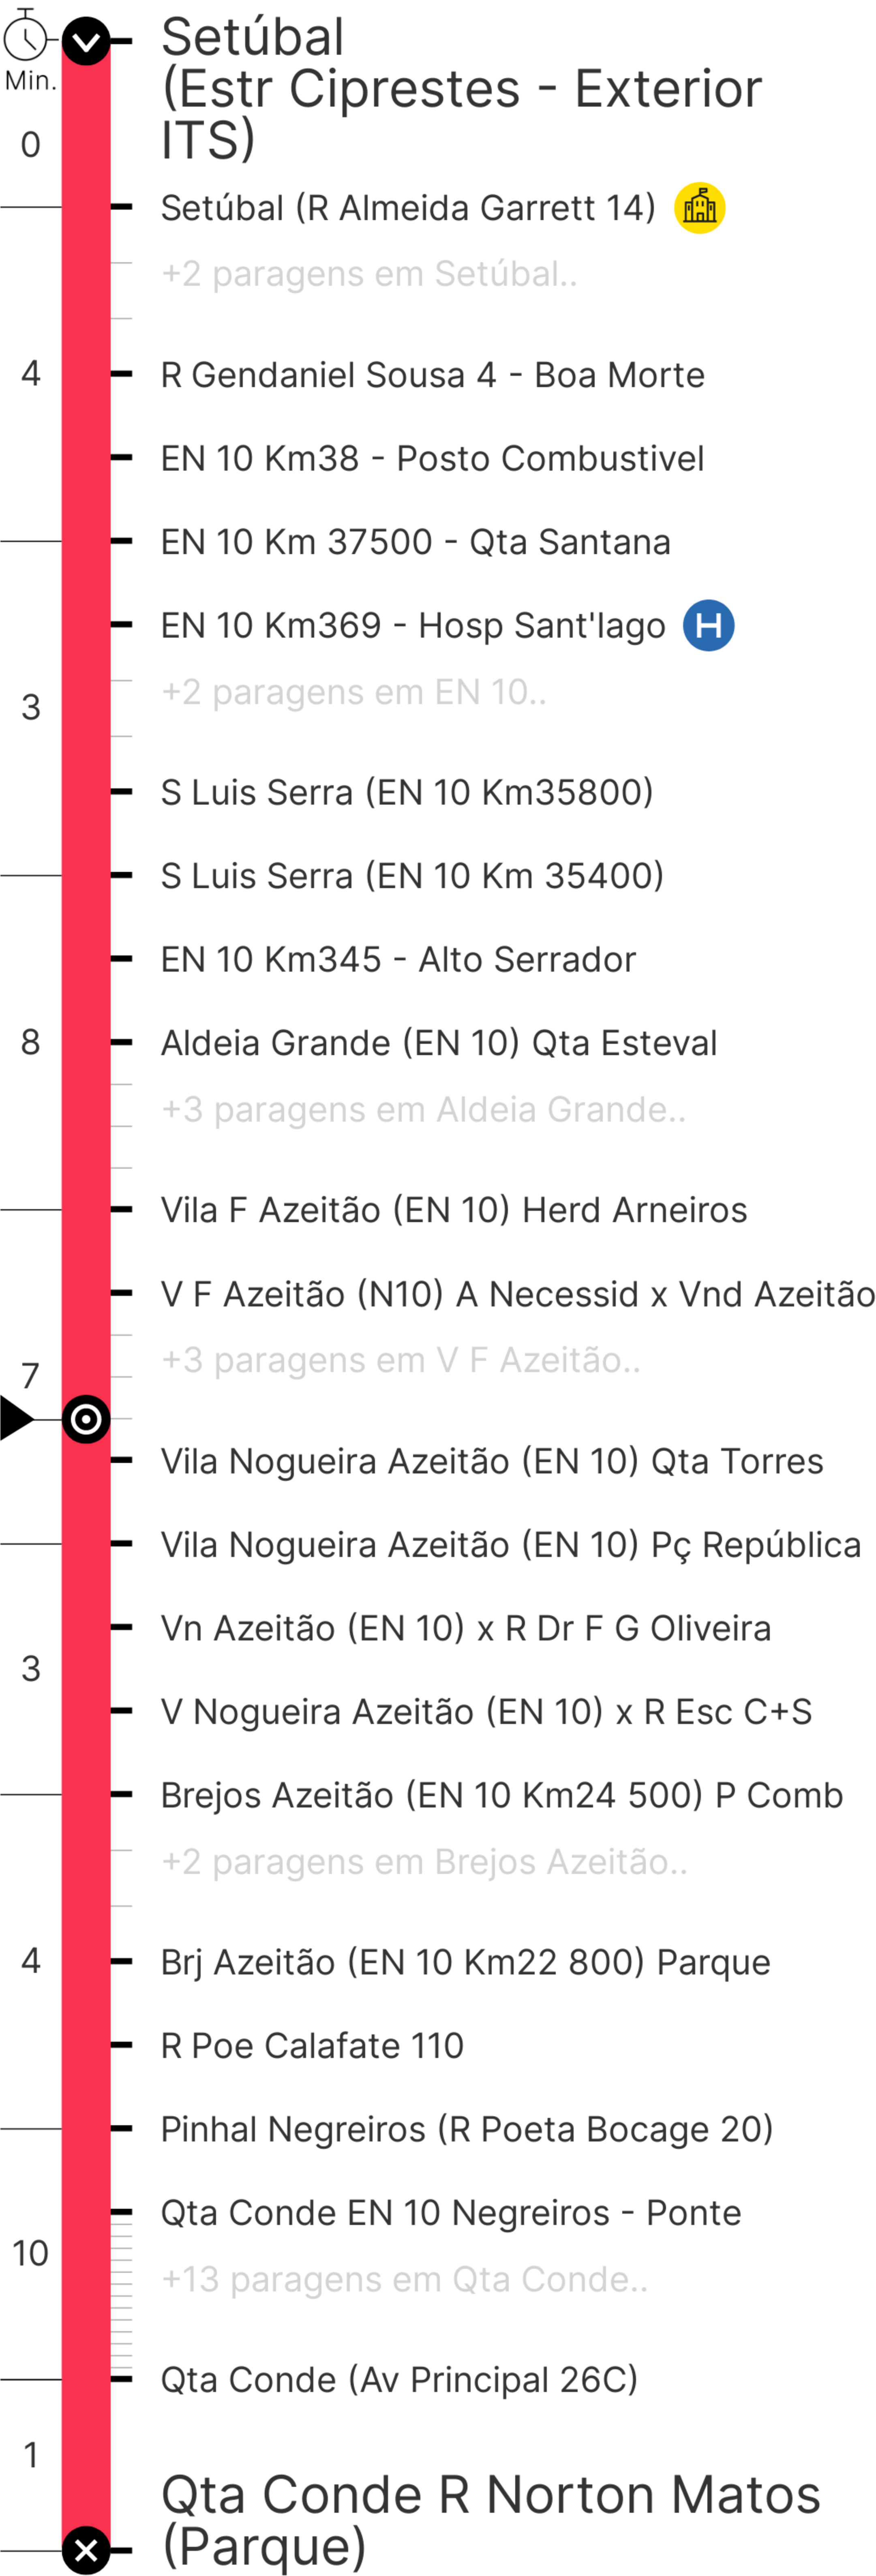 Min.
Setúbal
(Estr Ciprestes - Exterior
ITS)
0
Setúbal (R Almeida Garrett 14)
+2 paragens em Setúbal..
4
R Gendaniel Sousa 4 - Boa Morte
EN 10 Km38 - Posto Combustivel
EN 10 Km 37500 - Qta Santana
EN 10 Km369 - Hosp Sant'Iago H
+2 paragens em EN 10..
3
S Luis Serra (EN 10 Km35800)
S Luis Serra (EN 10 Km 35400)
EN 10 Km345 - Alto Serrador
8
Aldeia Grande (EN 10) Qta Esteval
+3 paragens em Aldeia Grande..
Vila F Azeitão (EN 10) Herd Arneiros
V F Azeitão (N10) A Necessid x Vnd Azeitão
+3 paragens em V F Azeitão..
7
Vila Nogueira Azeitão (EN 10) Qta Torres
Vila Nogueira Azeitão (EN 10) Pç República
Vn Azeitão (EN 10) x R Dr F G Oliveira
3
V Nogueira Azeitão (EN 10) x R Esc C+S
Brejos Azeitão (EN 10 Km24 500) P Comb
+2 paragens em Brejos Azeitão..
4
Brj Azeitão (EN 10 Km22 800) Parque
R Poe Calafate 110
Pinhal Negreiros (R Poeta Bocage 20)
Qta Conde EN 10 Negreiros - Ponte
10
+13 paragens em Qta Conde..
Qta Conde (Av Principal 26C)
1
Qta Conde R Norton Matos
(Parque)